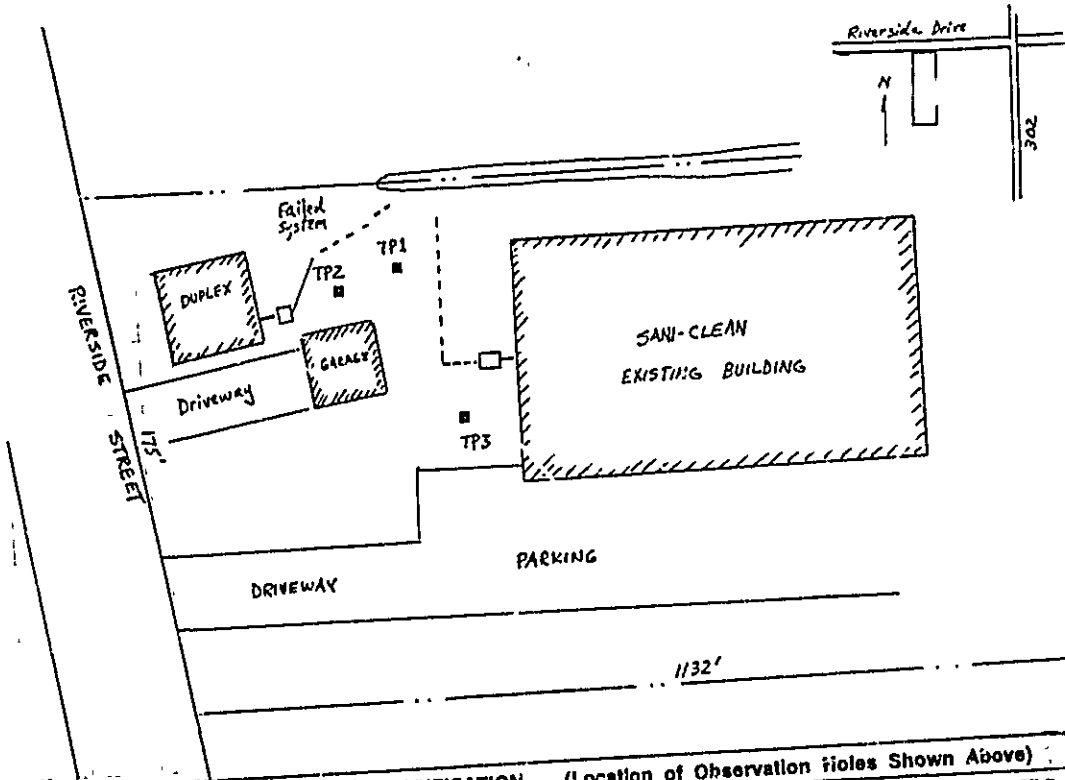 Riverside Drive
N
302
Failed
System
TP1
TP2
DUPLEX
SANI-CLEAN
EXISTING BUILDING
GARAGE
RIVERSIDE
STREET
Driveway
175'
TP3
PARKING
DRIVEWAY
1132'
(Location of Observation Holes Shown Above)